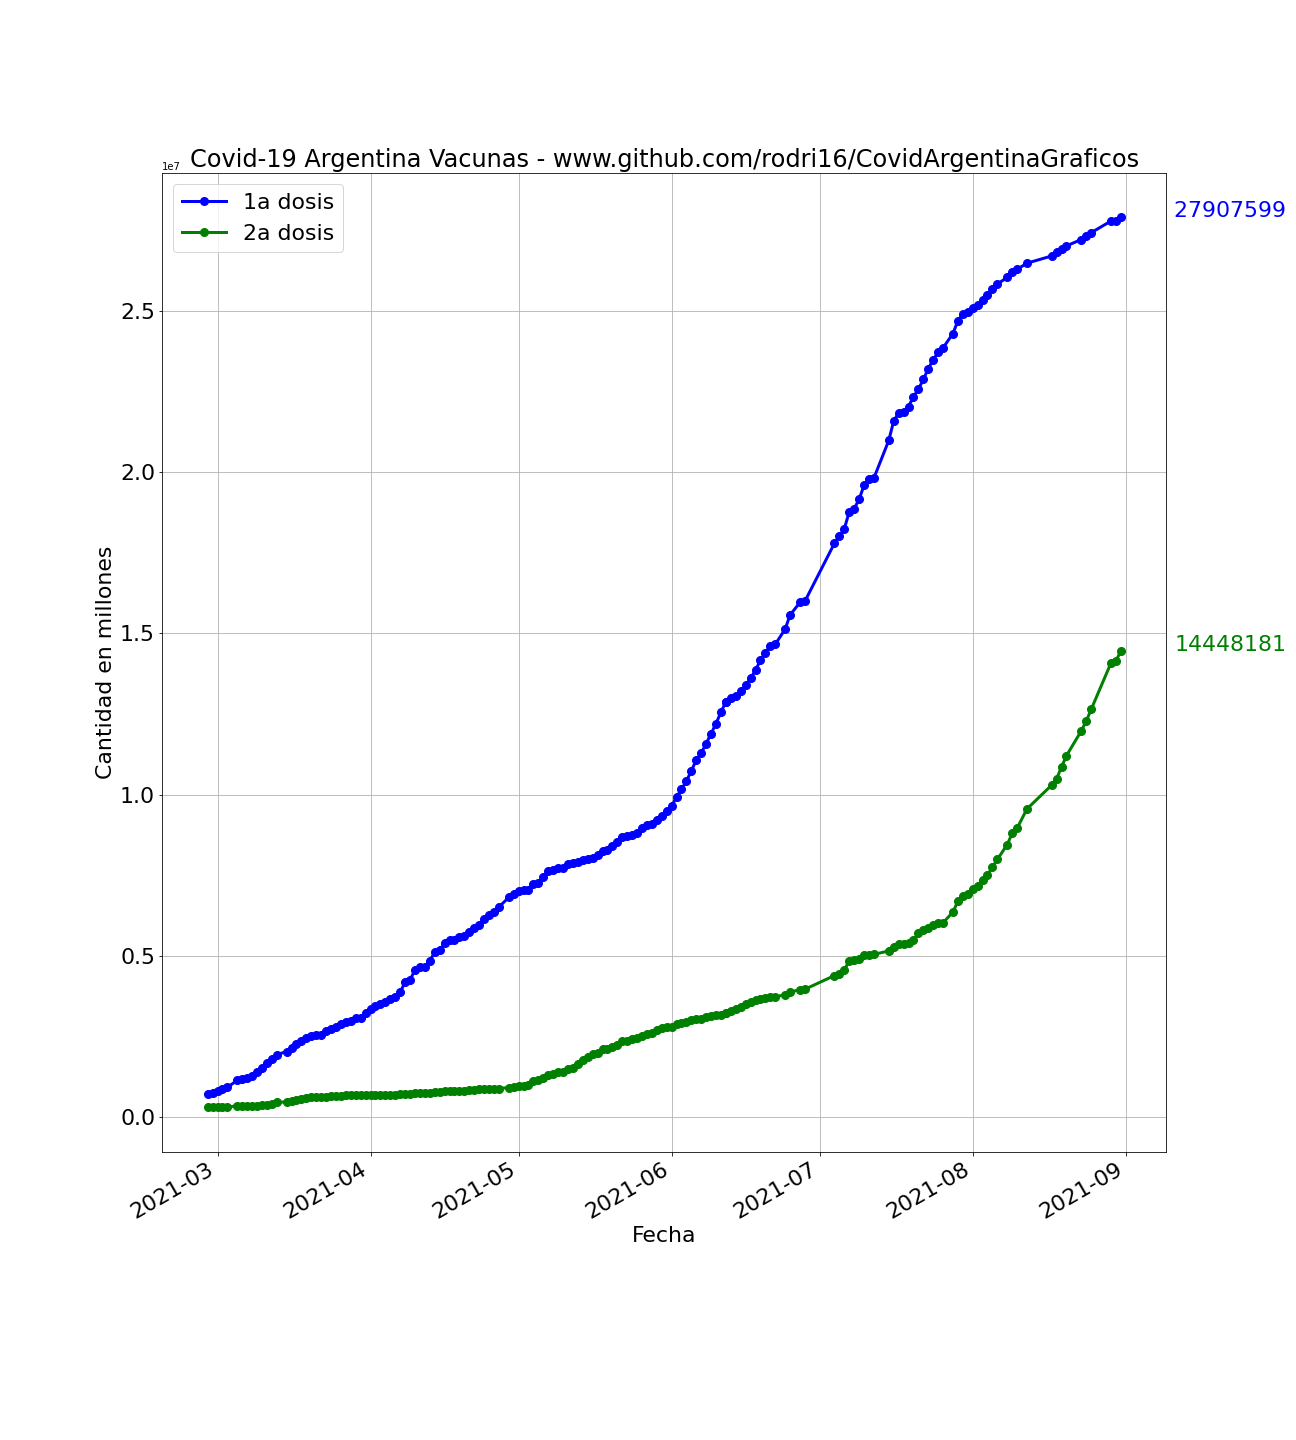 Covid-19 Argentina Vacunas - www.github.com/rodri16/CovidArgentinaGraficos
1e7
1a dosis
2a dosis
27907599
14448181
2.5
2.0
1.5
1.0
0.5
0.0
Cantidad en millones
2021-03
2021-04
2021-05
2021-06
2021-07
2021-08
2021-09
Fecha